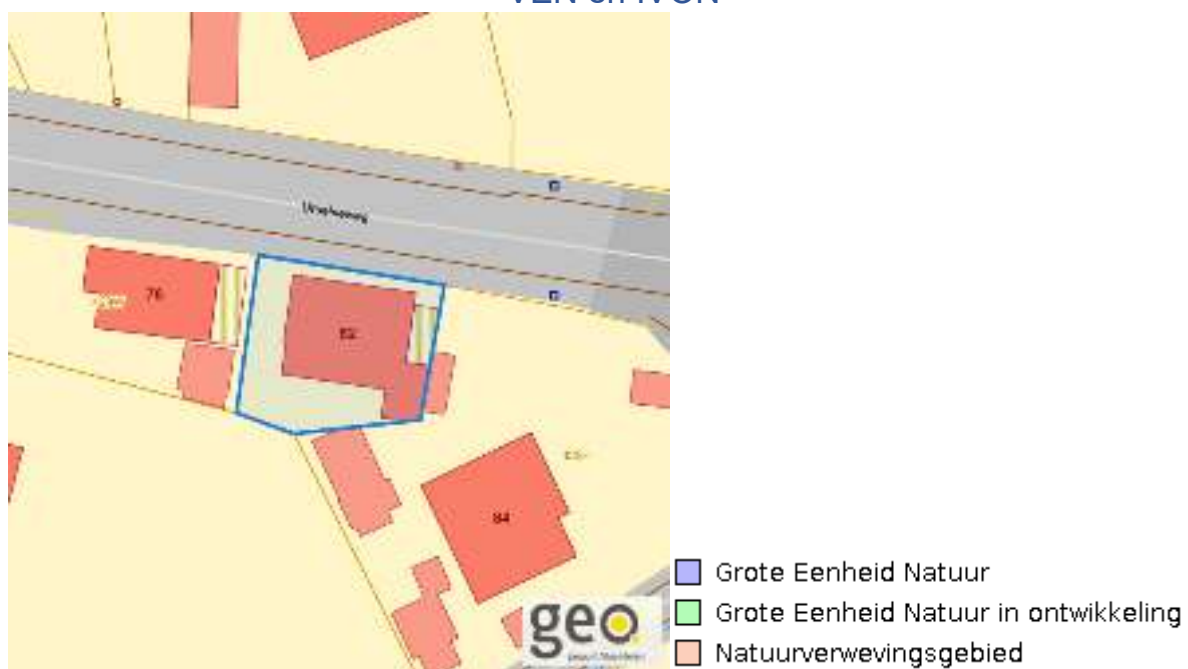 VEN en IVON
76
82
84
geo
Grote Eenheid Natuur
Grote Eenheid Natuur in ontwikkeling
Natuurverwevingsgebied